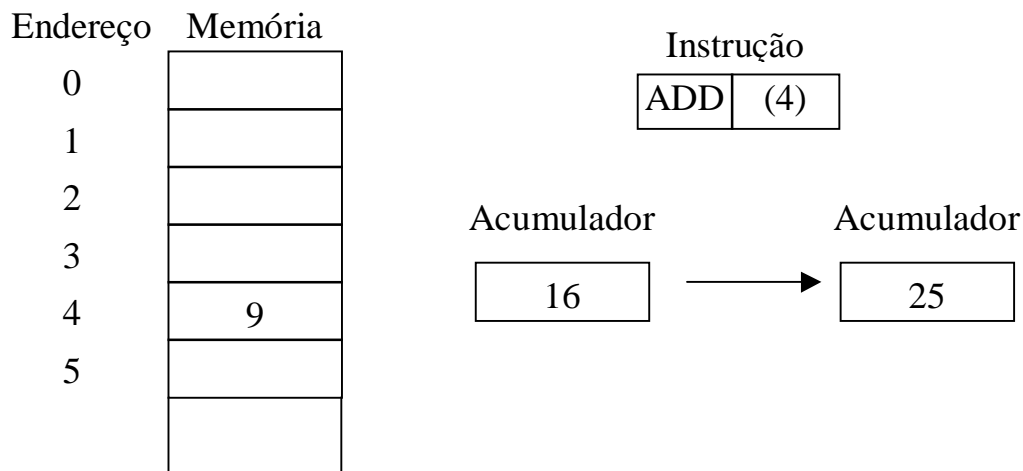 Endereço Memória
0
1
2
3
4 9
5
Instrução
ADD (4)
Acumulador Acumulador
16 25